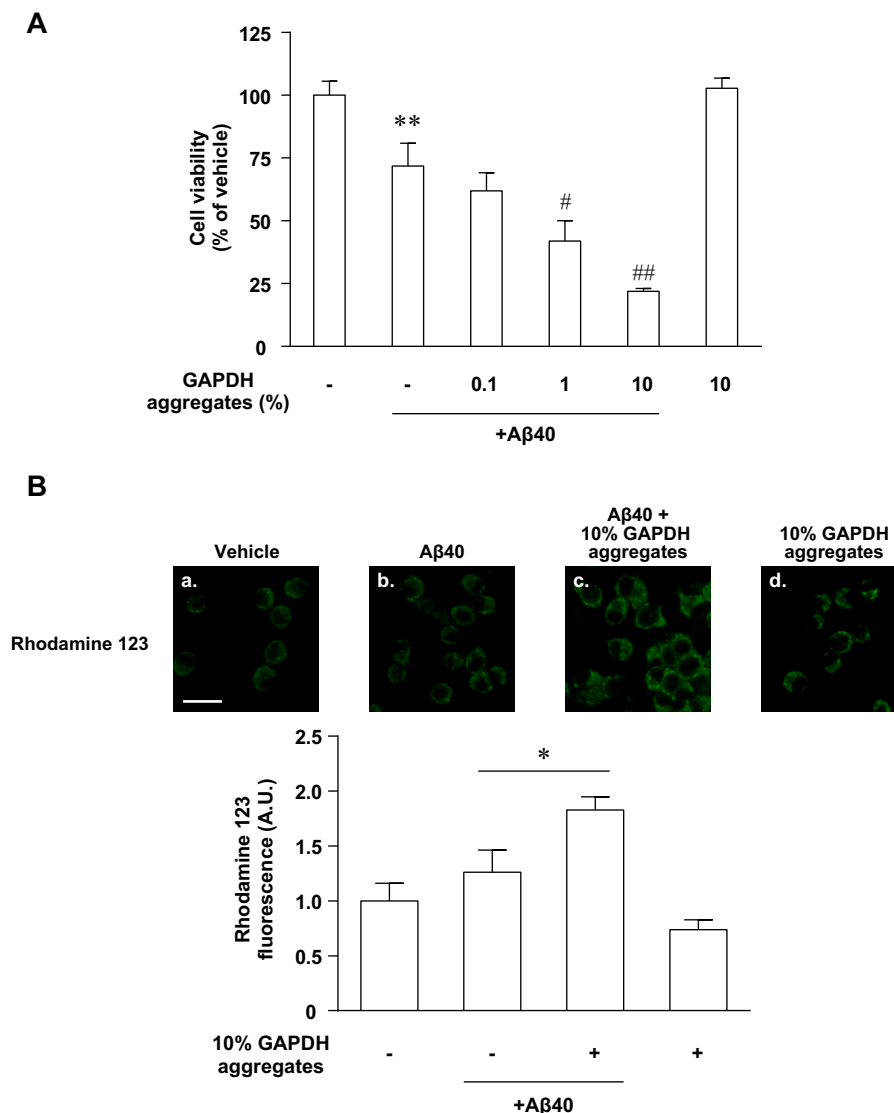 A
125
100
75
50
25
0
Cell viability
(% of vehicle)
**
#
##
GAPDH
aggregates (%)
- - 0.1 1 10 10
+Aβ40
B
Vehicle
Aβ40
Aβ40 +
10% GAPDH
aggregates
10% GAPDH
aggregates
Rhodamine 123
a.
b.
c.
d.
2.5
2.0
1.5
1.0
0.5
0
Rhodamine 123
fluorescence (A.U.)
*
10% GAPDH
aggregates
- - + +
+Aβ40